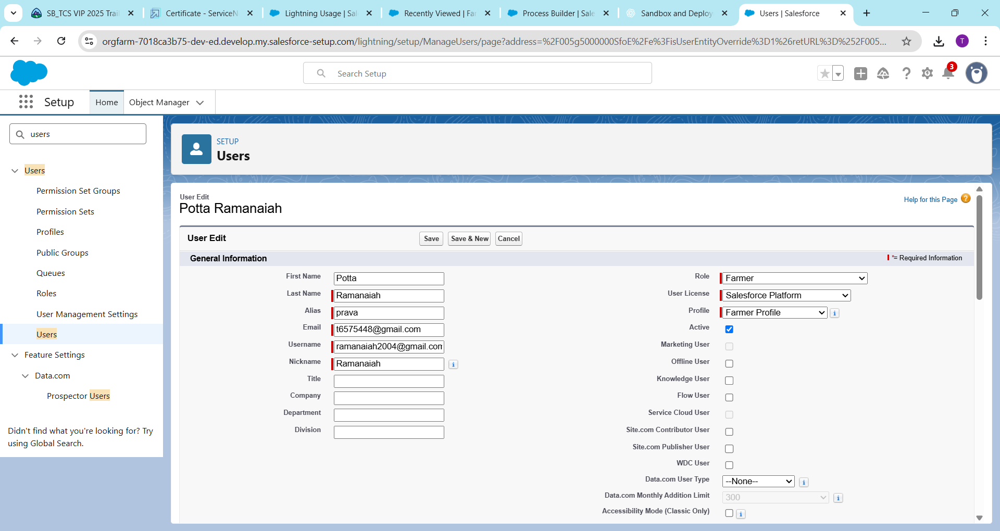 SB_TCS VIP 2025 Trail
Certificate - ServiceN
Lightning Usage | Sal
Recently Viewed | Far
Process Builder | Sale
Sandbox and Deploy
Users | Salesforce
orgfarm-7018ca3b75-dev-ed.develop.my.salesforce-setup.com/lightning/setup/ManageUsers/page?address=%2F005g5000000SfoE%2Fe%3FisUserEntityOverride%3D1%26retURL%3D%252F005...
T
Search Setup
3
Setup
Home
Object Manager
users
Users
Permission Set Groups
Permission Sets
Profiles
Public Groups
Queues
Roles
User Management Settings
Users
Feature Settings
Data.com
Prospector Users
Didn't find what you're looking for? Try
using Global Search.
SETUP
Users
User Edit
Potta Ramanaiah
Help for this Page
User Edit
Save
Save & New
Cancel
General Information
*= Required Information
First Name Potta
Last Name Ramanaiah
Alias prava
Email t6575448@gmail.com
Username ramanaiah2004@gmail.com
Nickname Ramanaiah
Title
Company
Department
Division
Role Farmer
User License Salesforce Platform
Profile Farmer Profile
Active
Marketing User
Offline User
Knowledge User
Flow User
Service Cloud User
Site.com Contributor User
Site.com Publisher User
WDC User
Data.com User Type --None--
Data.com Monthly Addition Limit 300
Accessibility Mode (Classic Only)